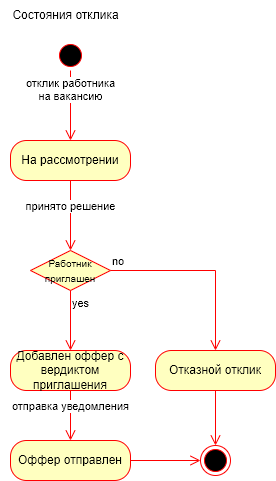 Состояния отклика
отклик работника
на вакансию
На рассмотрении
принято решение
Работник
приглашен
no
yes
Добавлен оффер с
вердиктом
приглашения
Отказной отклик
отправка уведомления
Оффер отправлен